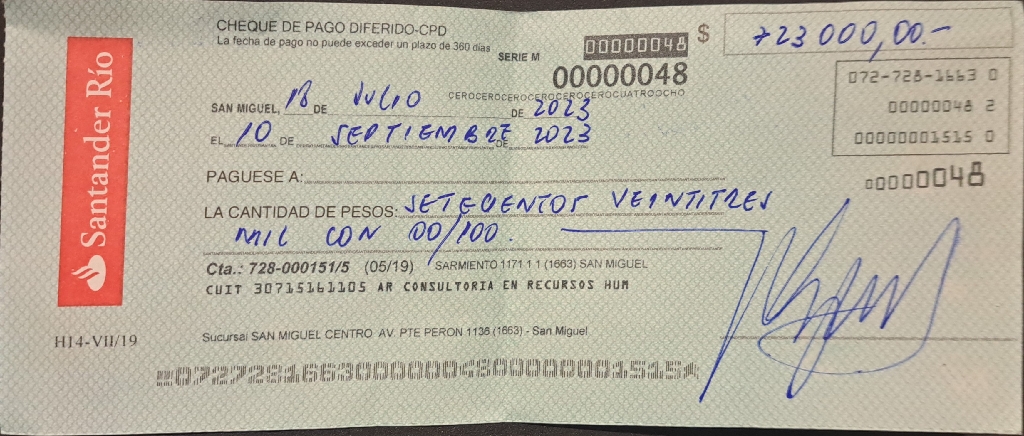 Santander Río
CHEQUE DE PAGO DIFERIDO-CPD
La fecha de pago no puede exceder un plazo de 360 días
SERIE M 00000048
00000048
CEROCEROCEROCEROCEROCEROCUATROOCHO
$ 723000,00.-
072-728-1663 0
00000048 2
00000001515 0
00000048
SAN MIGUEL, 18 DE JULIO DE 2023
EL 10 DE SEPTIEMBRE DE 2023
PAGUESE A:
LA CANTIDAD DE PESOS: SETECIENTOS VEINTITRES
MIL CON 00/100.
Cta.: 728-000151/5 (05/19) SARMIENTO 1171 1 1 (1663) SAN MIGUEL
CUIT 30715161105 AR CONSULTORIA EN RECURSOS HUM
H14-VII/19
Sucursal SAN MIGUEL CENTRO AV. PTE PERON 1136 (1663) - San Miguel